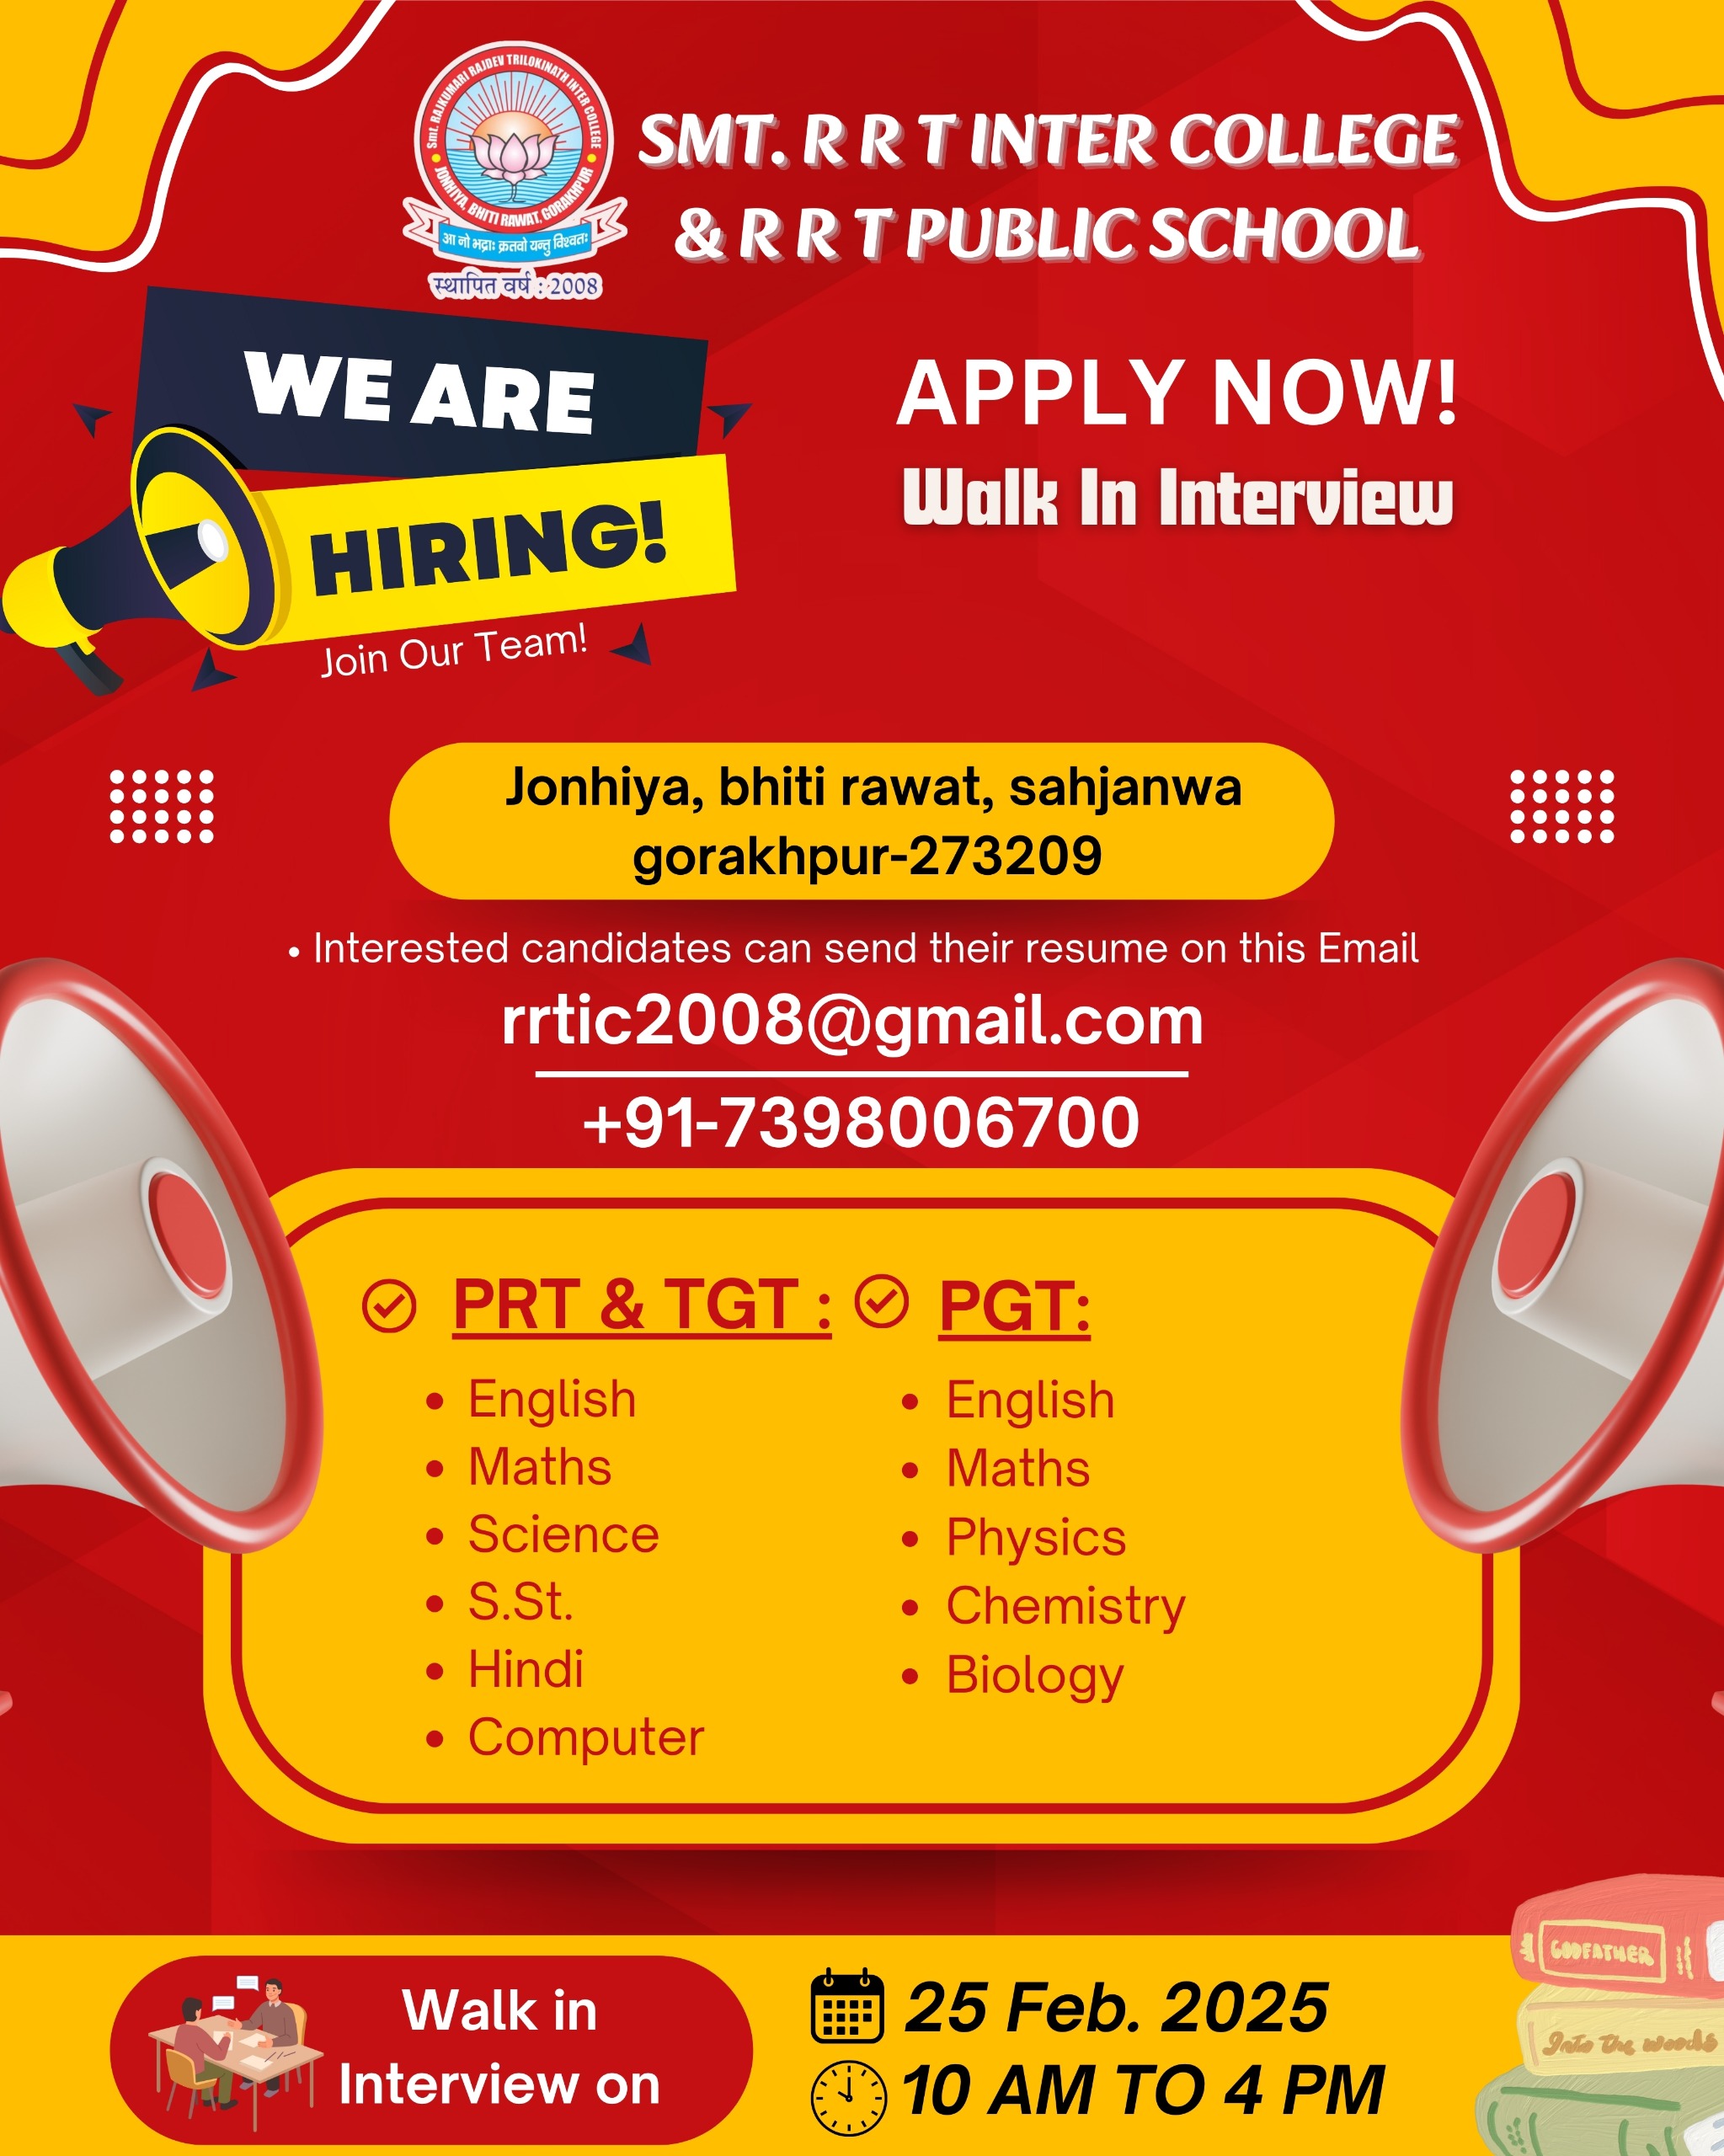 Smt. RAJKUMARI RAJDEV TRILOKINATH INTER COLLEGE
JONHIYA, BHITI RAWAT, GORAKHPUR
आ नो भद्राः क्रतवो यन्तु विश्वतः
स्थापित वर्ष : 2008
SMT. R R T INTER COLLEGE
& R R T PUBLIC SCHOOL
WE ARE
HIRING!
Join Our Team!
APPLY NOW!
Walk In Interview
Jonhiya, bhiti rawat, sahjanwa
gorakhpur-273209
• Interested candidates can send their resume on this Email
rrtic2008@gmail.com
+91-7398006700
PRT & TGT :
• English
• Maths
• Science
• S.St.
• Hindi
• Computer
PGT:
• English
• Maths
• Physics
• Chemistry
• Biology
Walk in
Interview on
25 Feb. 2025
10 AM TO 4 PM
GODFATHER
Into the woods